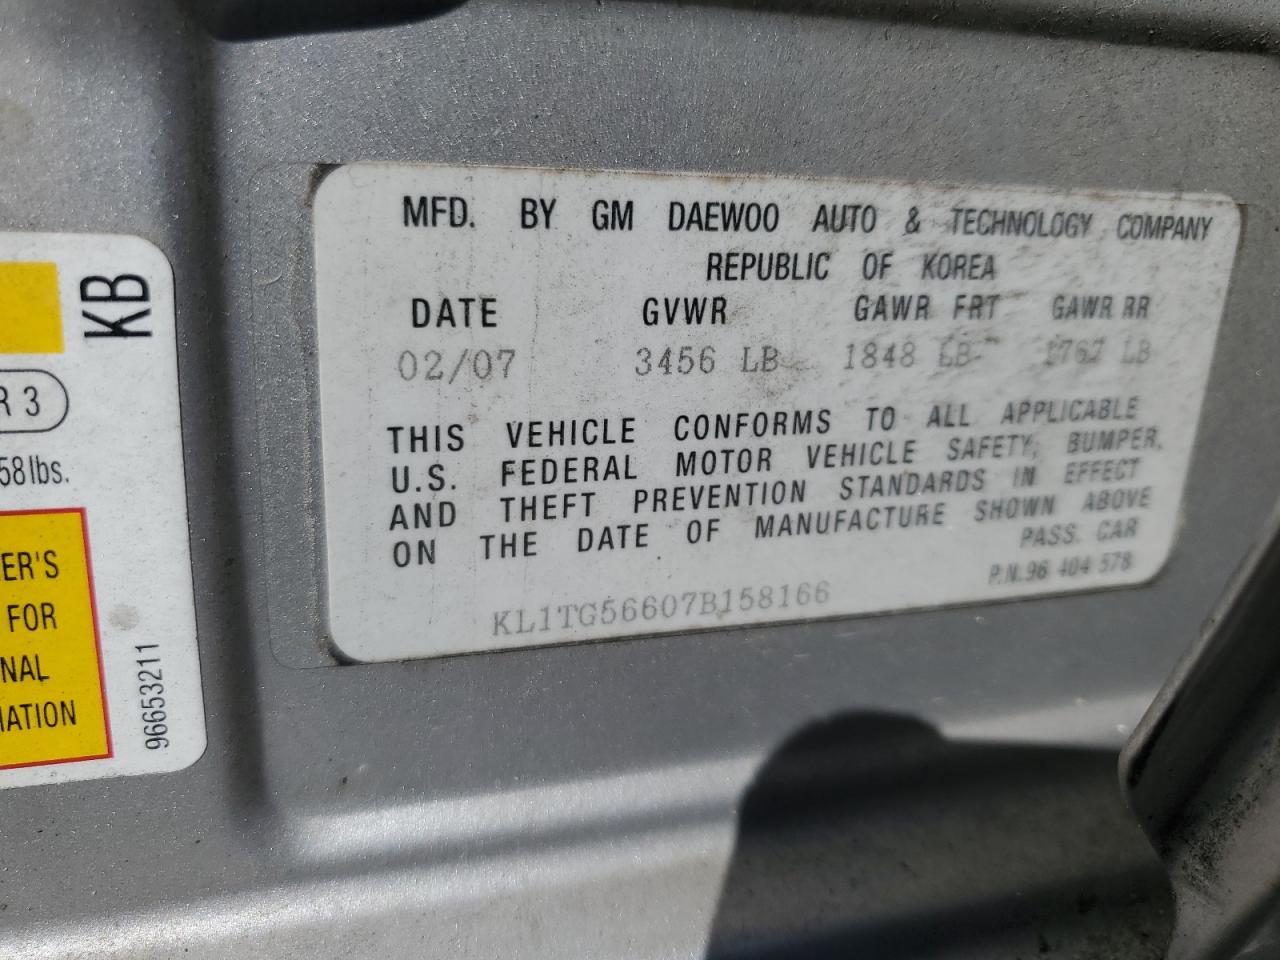 KB
R 3
58lbs.
ER'S
FOR
NAL
96653211
MFD. BY GM DAEWOO AUTO & TECHNOLOGY COMPANY
REPUBLIC OF KOREA
DATE GVWR GAWR FRT GAWR RR
02/07 3456 LB 1848 LB 1767 LB
THIS VEHICLE CONFORMS TO ALL APPLICABLE
U.S. FEDERAL MOTOR VEHICLE SAFETY, BUMPER,
AND THEFT PREVENTION STANDARDS IN EFFECT
ON THE DATE OF MANUFACTURE SHOWN ABOVE
PASS. CAR
P.N.96 404 578
KL1TG56607B158166